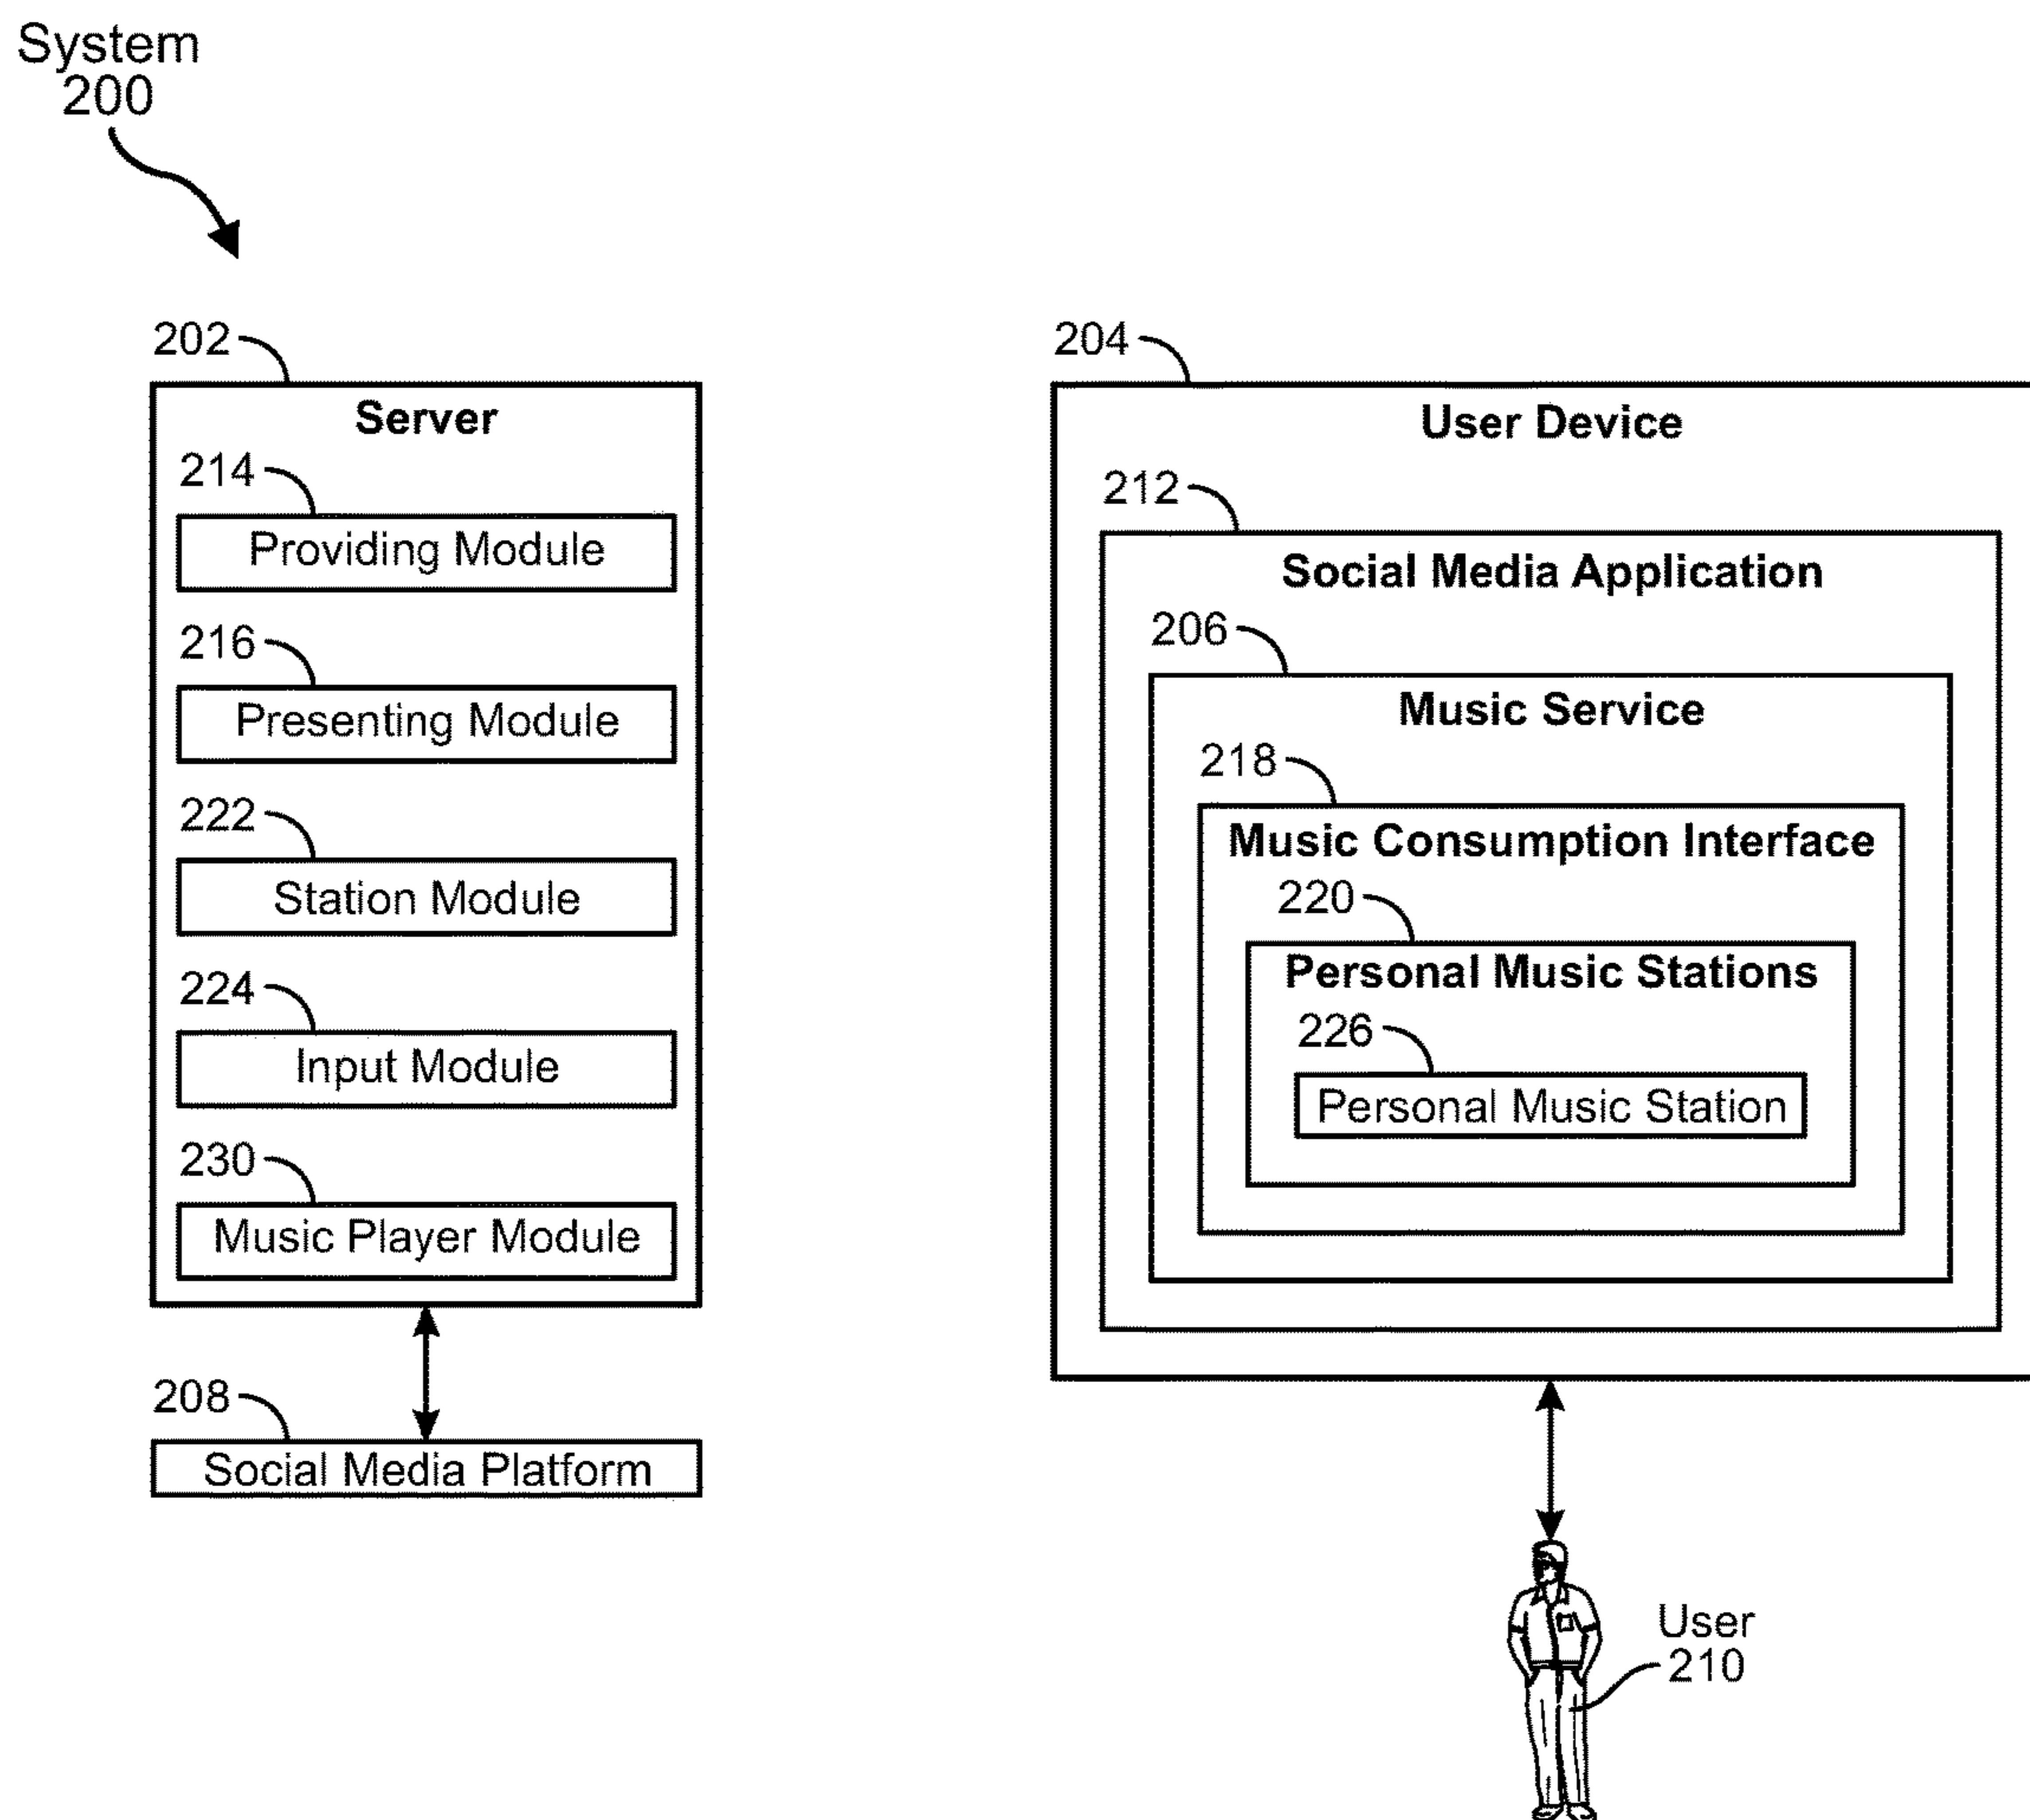 System
200
202
Server
214
Providing Module
216
Presenting Module
222
Station Module
224
Input Module
230
Music Player Module
208
Social Media Platform
204
User Device
212
Social Media Application
206
Music Service
218
Music Consumption Interface
220
Personal Music Stations
226
Personal Music Station
User
210